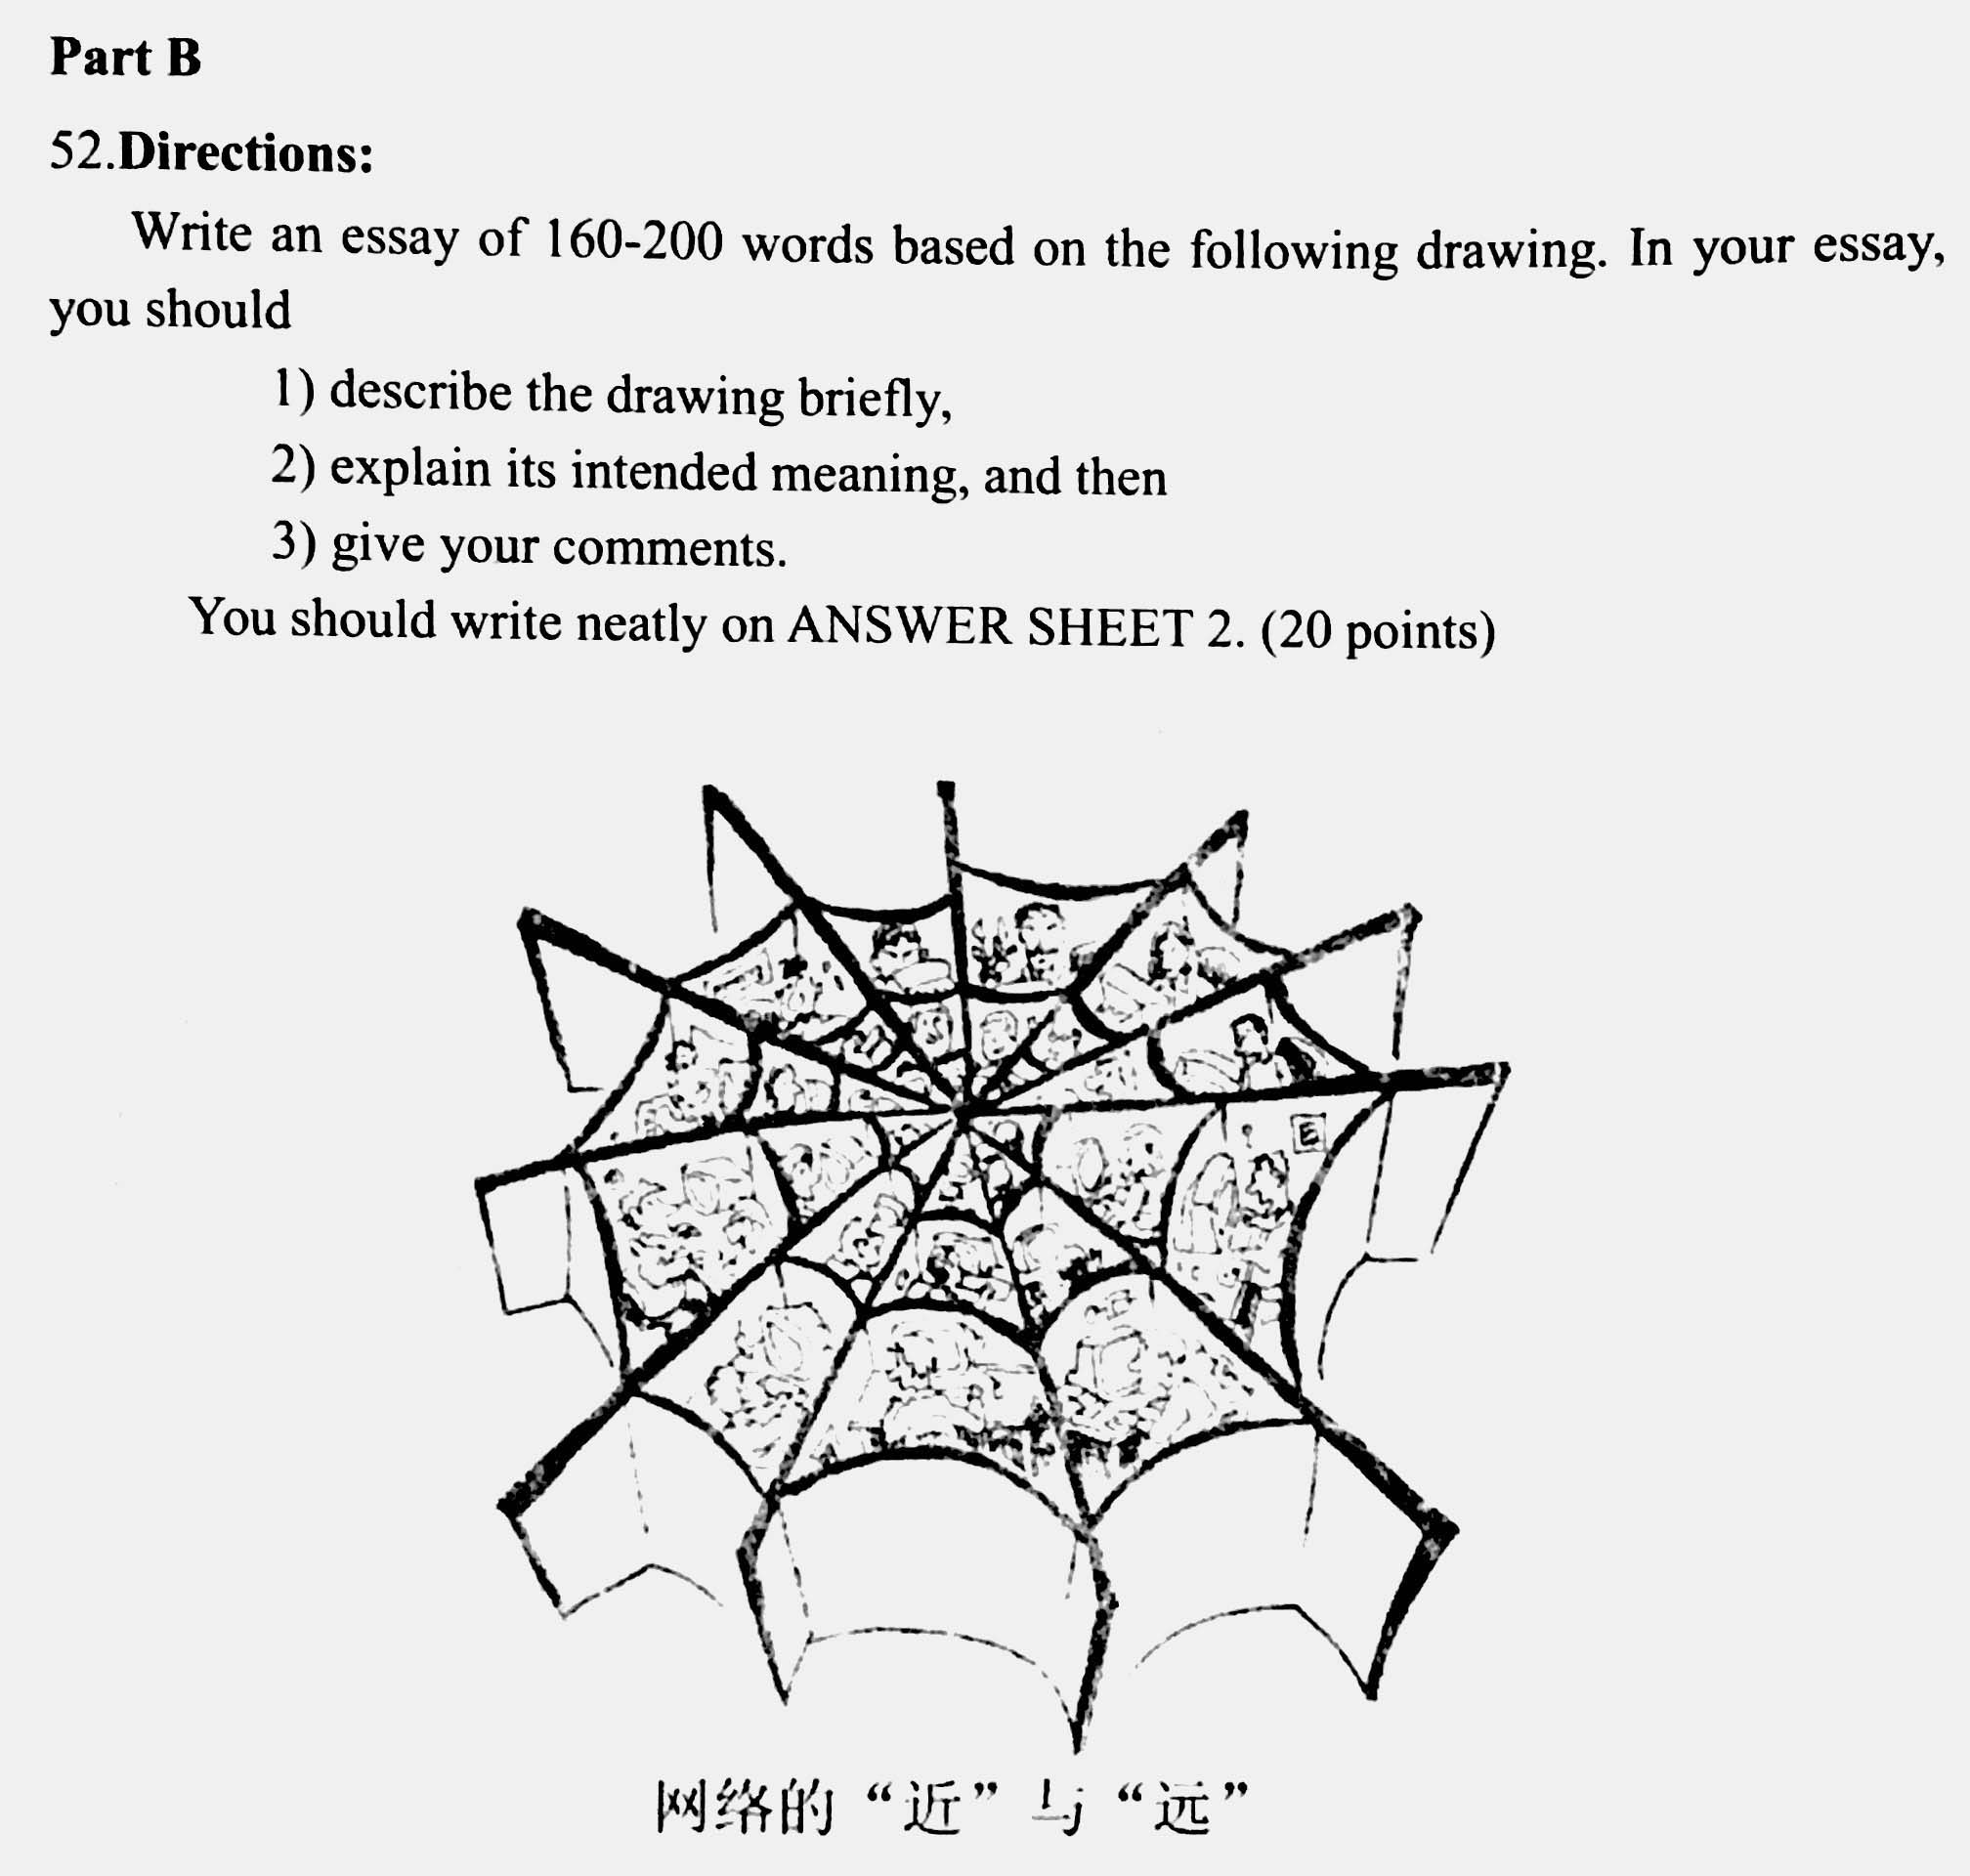 Part B
52.Directions:
Write an essay of 160-200 words based on the following drawing. In your essay,
you should
1) describe the drawing briefly,
2) explain its intended meaning, and then
3) give your comments.
You should write neatly on ANSWER SHEET 2. (20 points)
E
网络的“近”与“远”